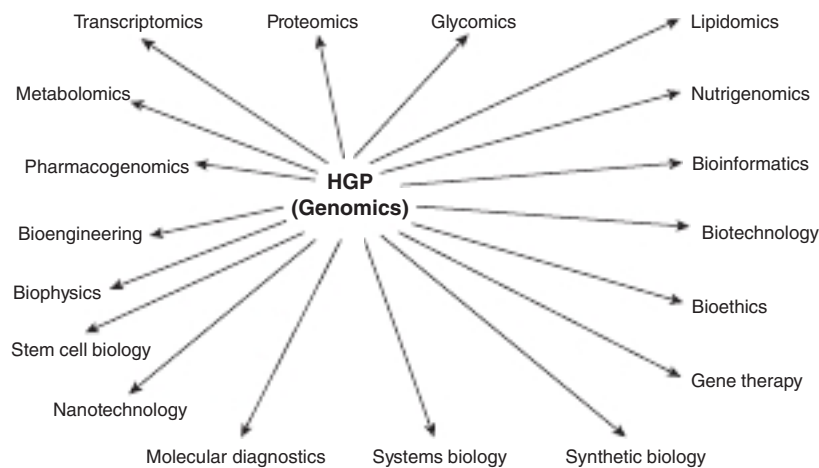 Transcriptomics
Proteomics
Glycomics
Lipidomics
Metabolomics
Nutrigenomics
Pharmacogenomics
Bioinformatics
HGP
(Genomics)
Bioengineering
Biotechnology
Biophysics
Bioethics
Stem cell biology
Gene therapy
Nanotechnology
Molecular diagnostics
Systems biology
Synthetic biology